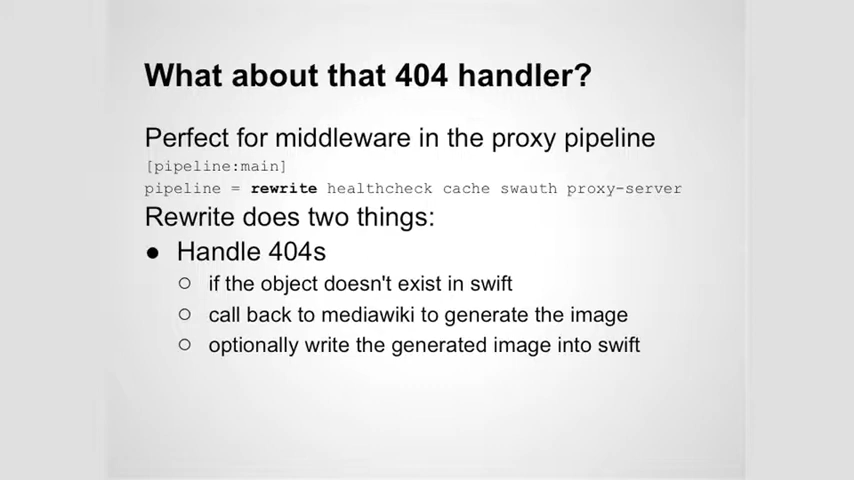 What about that 404 handler?
Perfect for middleware in the proxy pipeline
[pipeline:main]
pipeline = rewrite healthcheck cache swauth proxy-server
Rewrite does two things:
● Handle 404s
○ if the object doesn't exist in swift
○ call back to mediawiki to generate the image
○ optionally write the generated image into swift